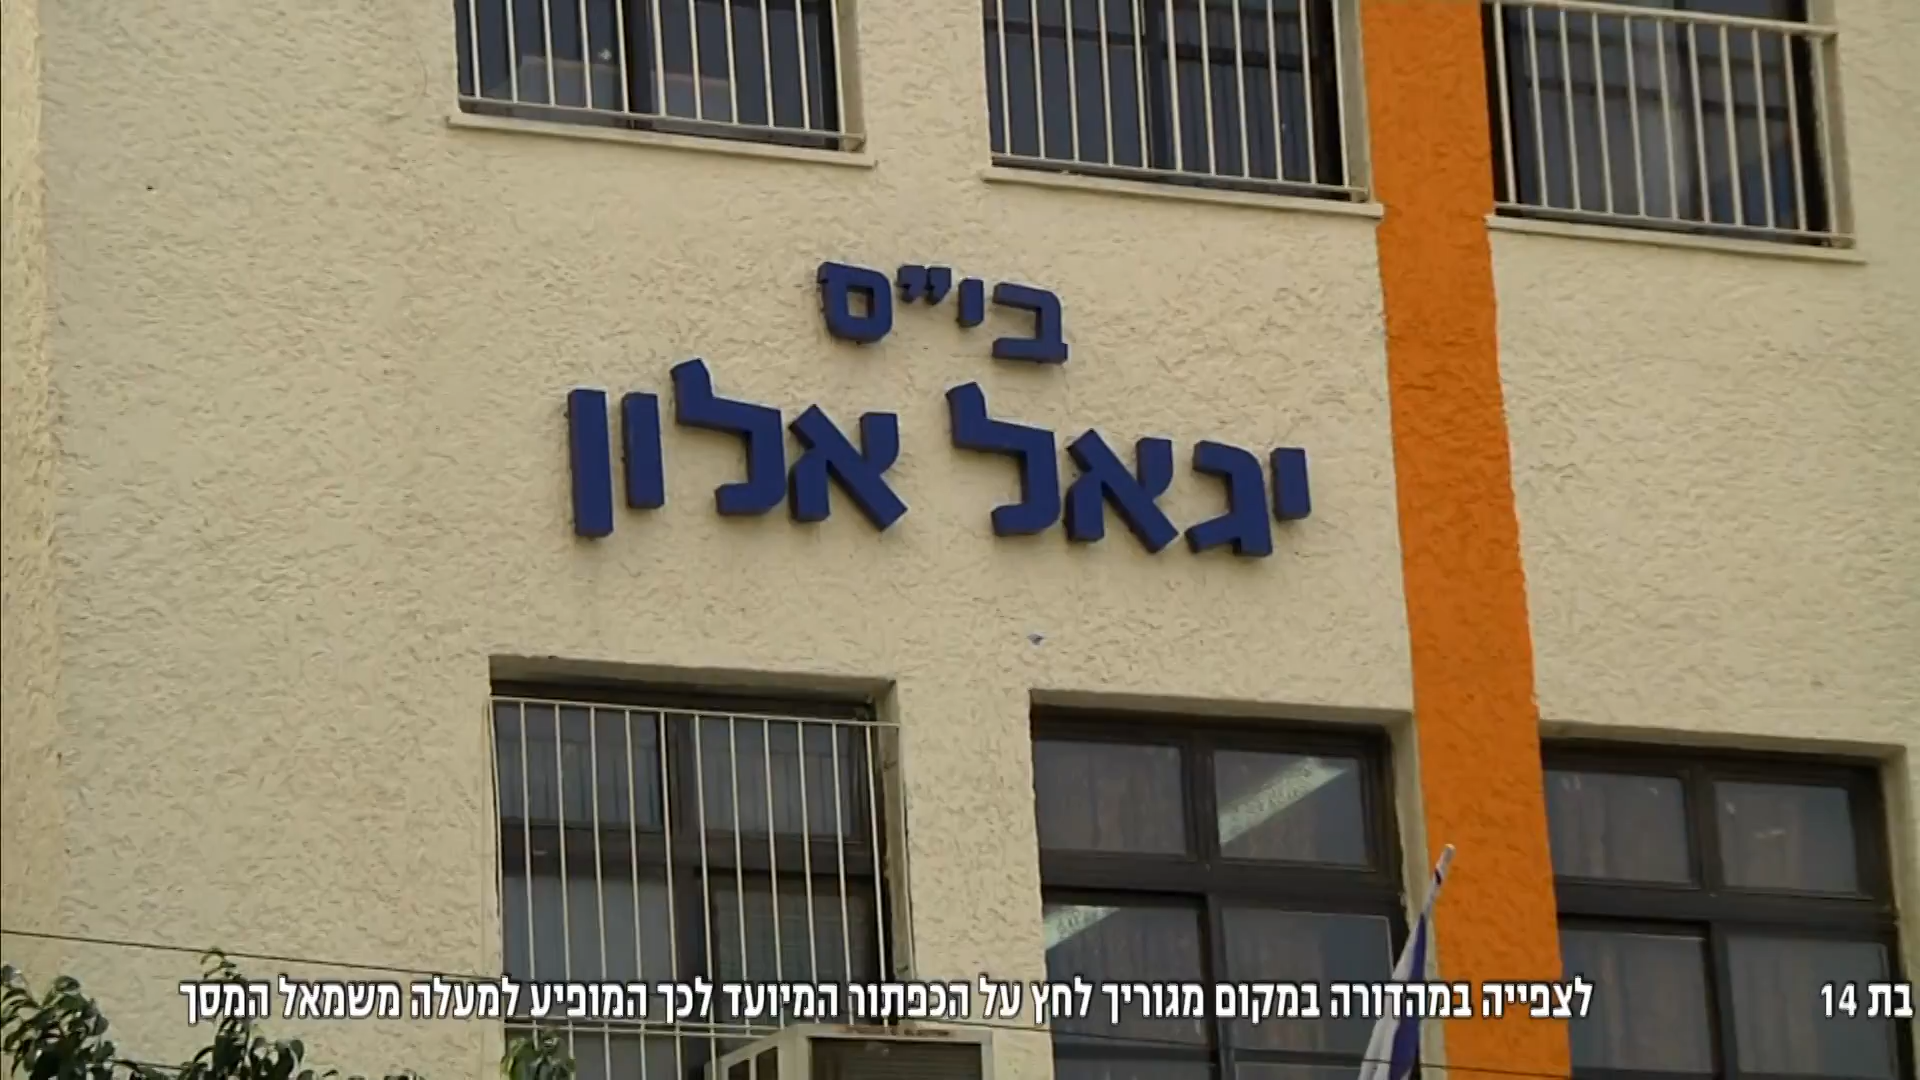 בי״ס
יגאל אלון
בת 14 לצפייה במהדורה במקום מגוריך לחץ על הכפתור המיועד לכך המופיע למעלה משמאל המסך